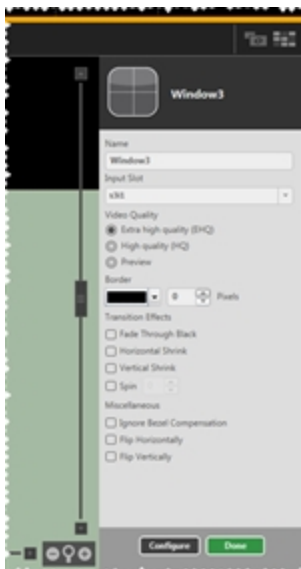 Window3
Name
Window3
Input Slot
Video Quality
Extra high quality (EHQ)
High quality (HQ)
Preview
Border
0 Pixels
Transition Effects
Fade Through Black
Horizontal Shrink
Vertical Shrink
Spin
Miscellaneous
Ignore Bezel Compensation
Flip Horizontally
Flip Vertically
Configure Done